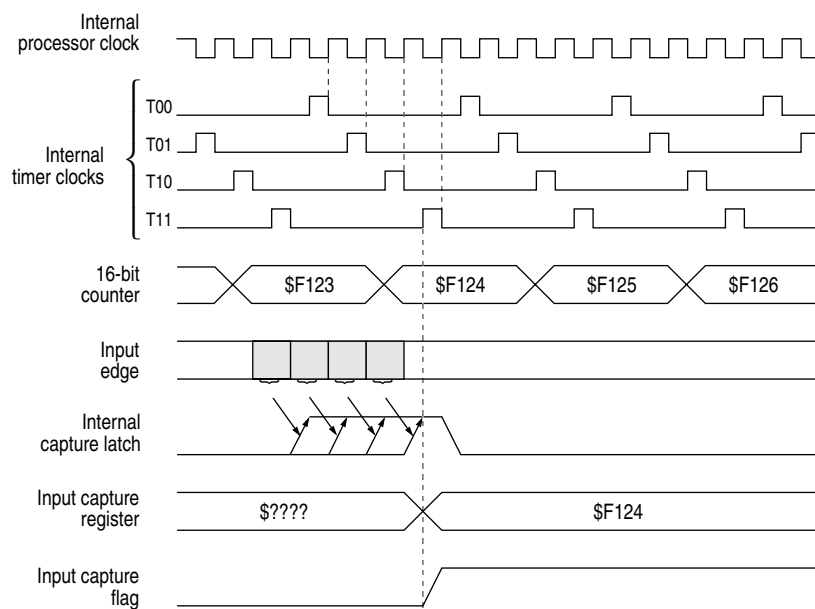 Internal
processor clock
T00
T01
Internal
timer clocks
T10
T11
16-bit
counter
$F123
$F124
$F125
$F126
Input
edge
Internal
capture latch
Input capture
register
$????
$F124
Input capture
flag